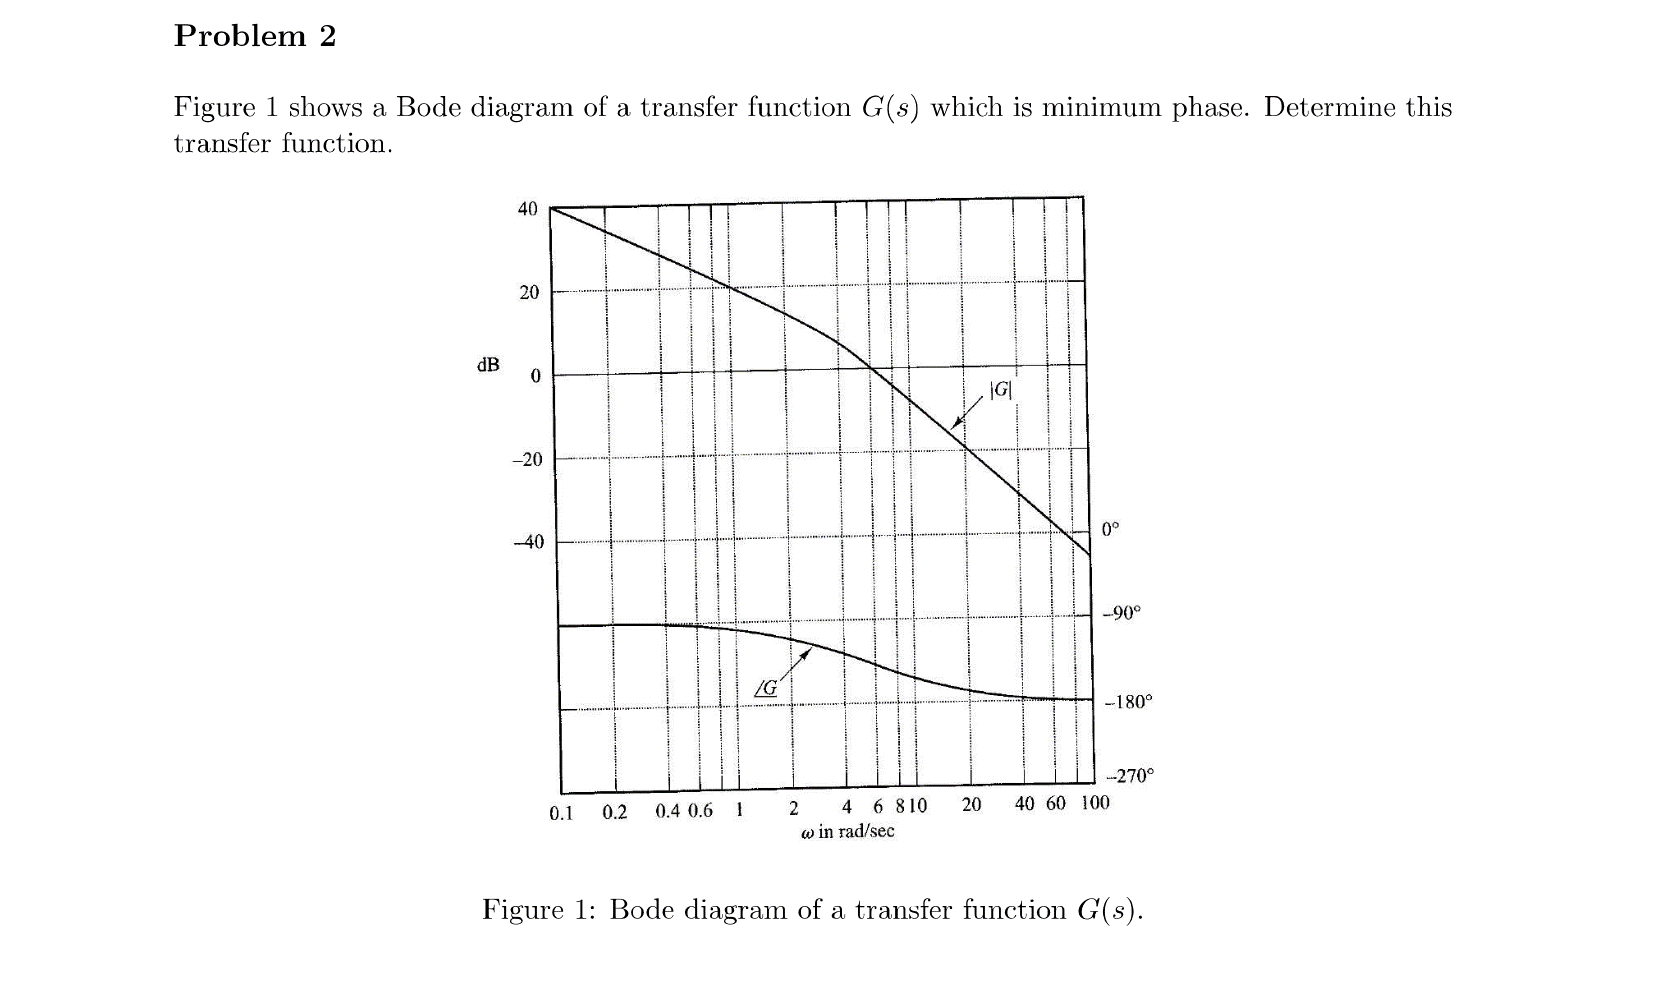 Problem 2
Figure 1 shows a Bode diagram of a transfer function G(s) which is minimum phase. Determine this
transfer function.
40
20
dB
0
|G|
–20
–40
0°
–90°
/G
–180°
–270°
0.1 0.2 0.4 0.6 1 2 4 6 8 10 20 40 60 100
ω in rad/sec
Figure 1: Bode diagram of a transfer function G(s).